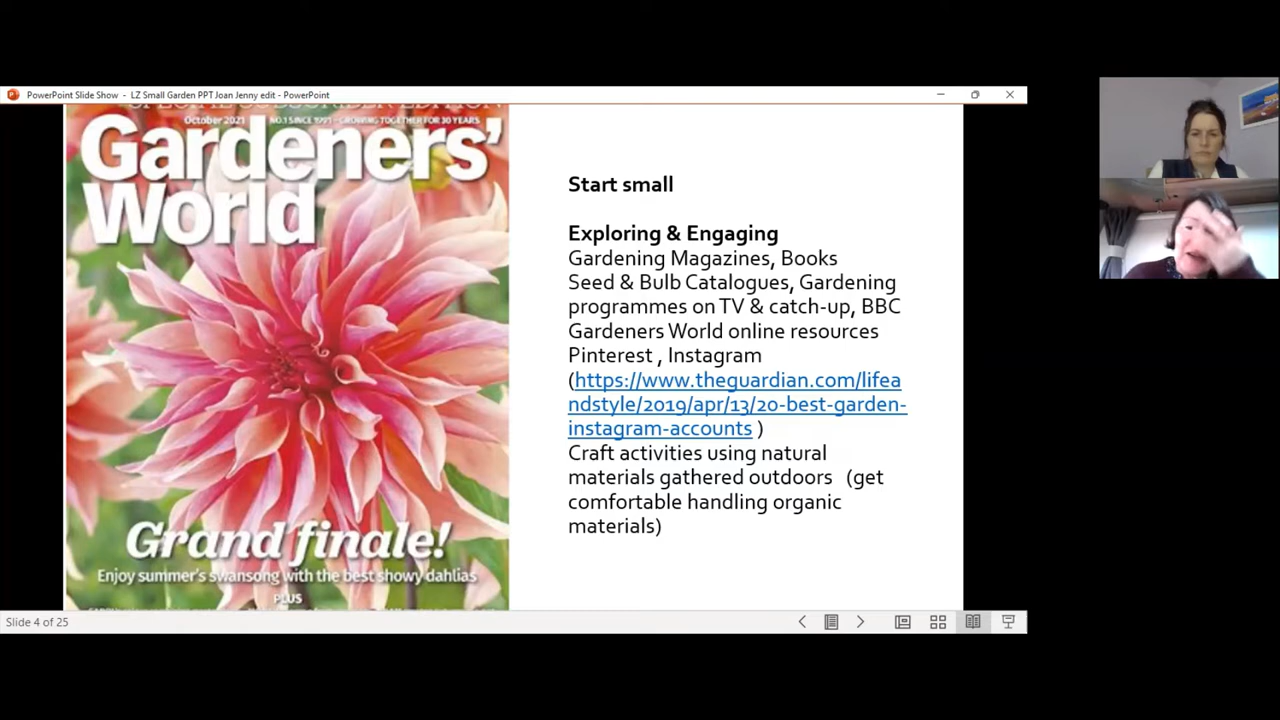 PowerPoint Slide Show - LZ Small Garden PPT Joan Jenny edit - PowerPoint
SPECIAL SUBSCRIBER EDITION
October 2021 NO.1 SINCE 1991 - GROWING TOGETHER FOR 30 YEARS
Gardeners'
World
Grand finale!
Enjoy summer's swansong with the best showy dahlias
PLUS
Start small
Exploring & Engaging
Gardening Magazines, Books
Seed & Bulb Catalogues, Gardening
programmes on TV & catch-up, BBC
Gardeners World online resources
Pinterest , Instagram
(https://www.theguardian.com/lifea
ndstyle/2019/apr/13/20-best-garden-
instagram-accounts )
Craft activities using natural
materials gathered outdoors (get
comfortable handling organic
materials)
Slide 4 of 25